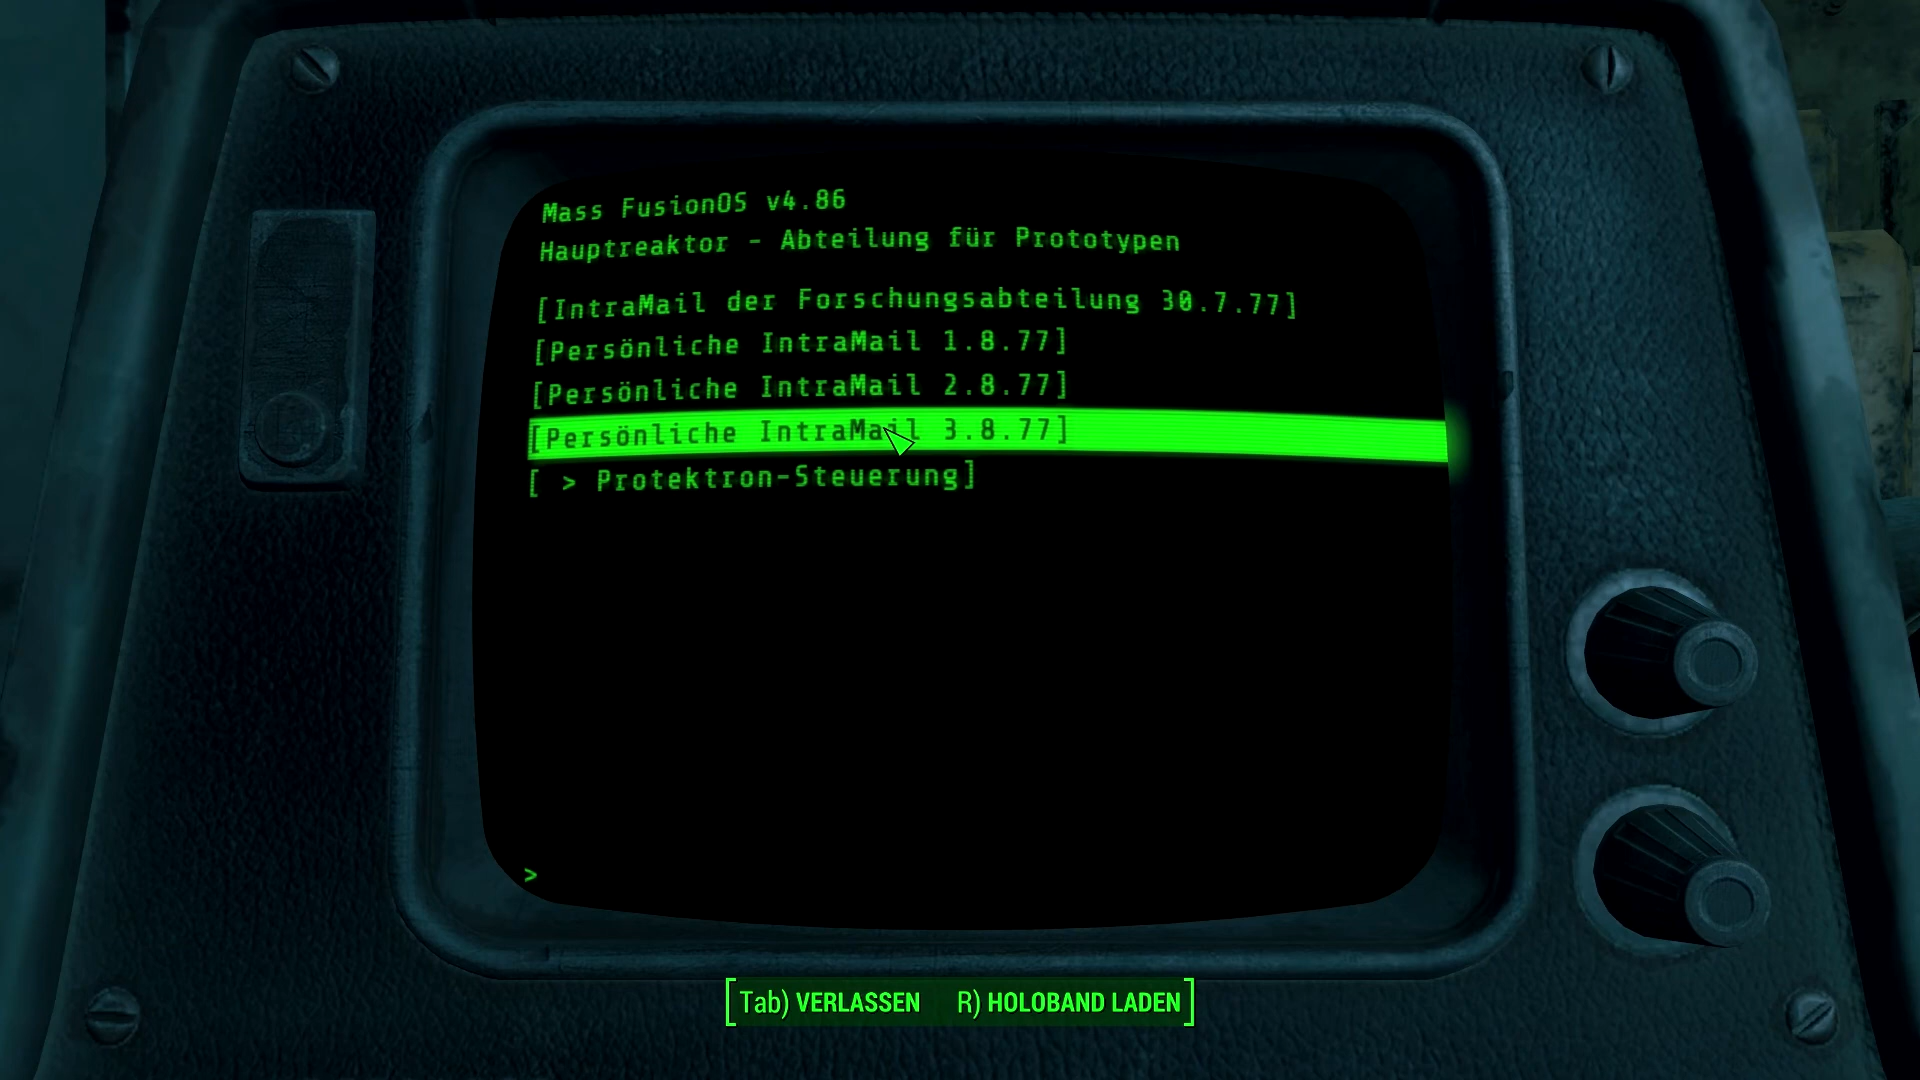 Mass FusionOS v4.86
Hauptreaktor - Abteilung für Prototypen
[IntraMail der Forschungsabteilung 30.7.77]
[Persönliche IntraMail 1.8.77]
[Persönliche IntraMail 2.8.77]
[Persönliche IntraMail 3.8.77]
[ > Protektron-Steuerung]
>
[Tab) VERLASSEN R) HOLOBAND LADEN]